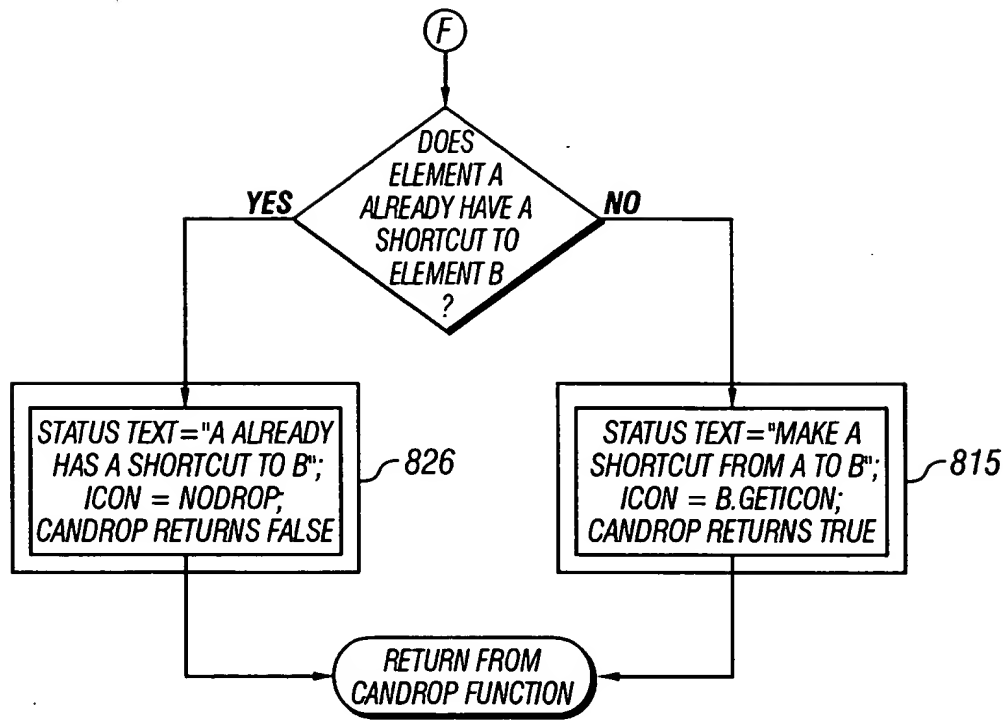 F
DOES
ELEMENT A
ALREADY HAVE A
SHORTCUT TO
ELEMENT B
?
YES
NO
STATUS TEXT="A ALREADY
HAS A SHORTCUT TO B";
ICON = NODROP;
CANDROP RETURNS FALSE
826
STATUS TEXT="MAKE A
SHORTCUT FROM A TO B";
ICON = B.GETICON;
CANDROP RETURNS TRUE
815
RETURN FROM
CANDROP FUNCTION